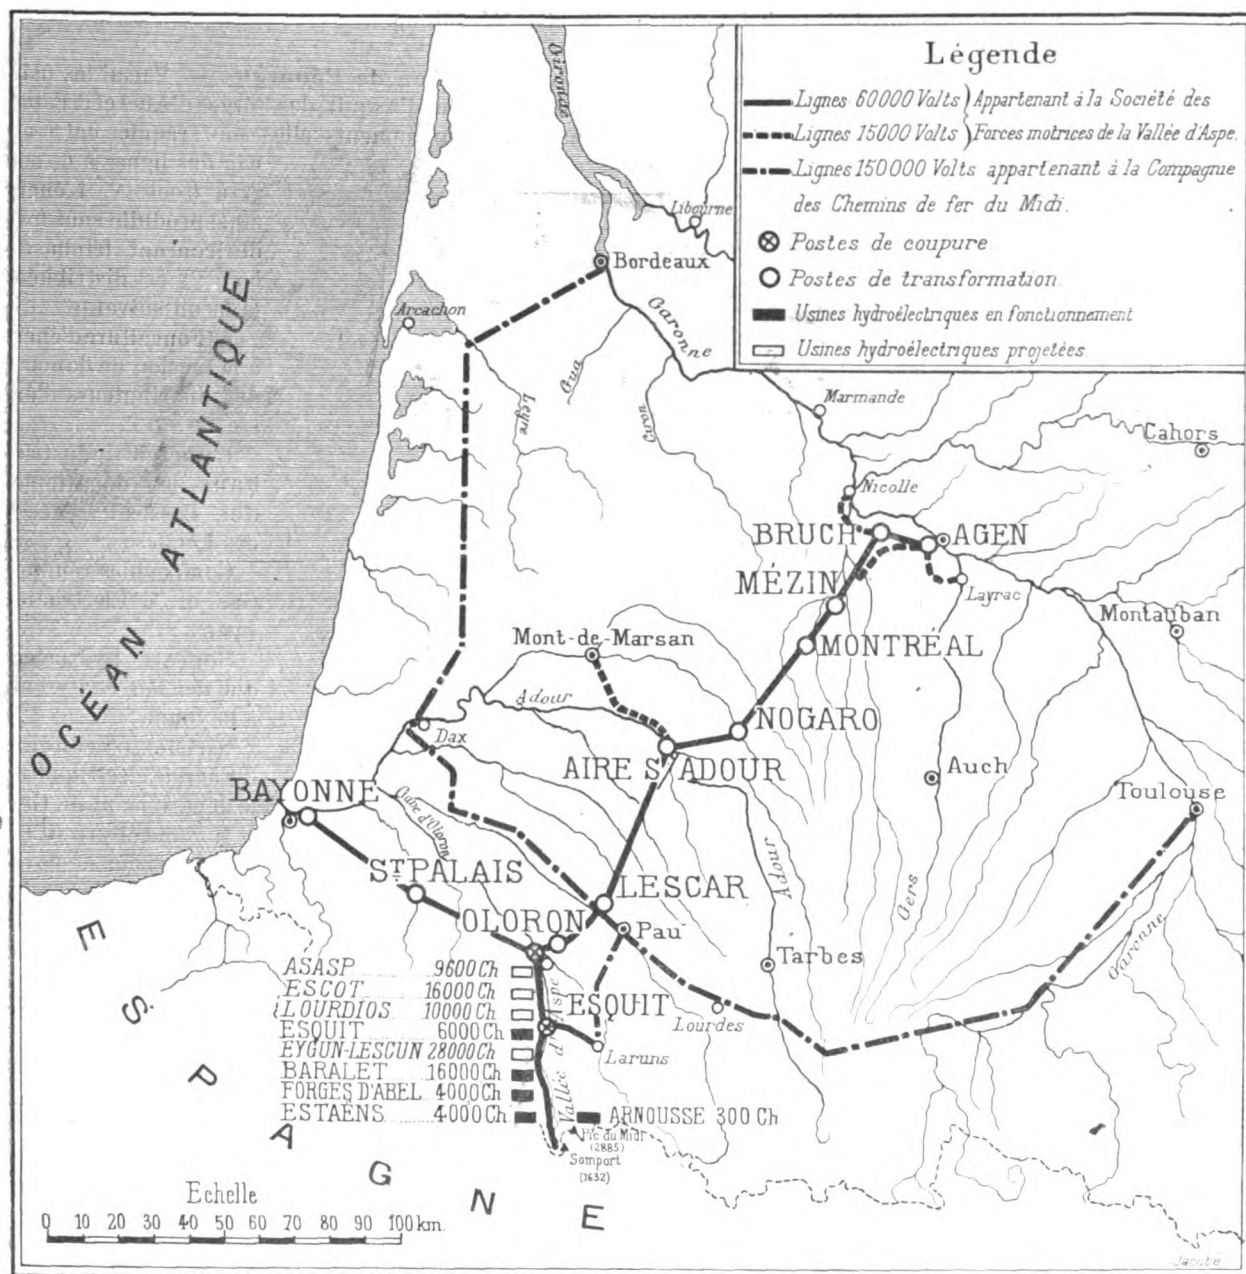 Légende
Lignes 60000 Volts } Appartenant à la Société des
Lignes 15000 Volts } Forces motrices de la Vallée d'Aspe.
Lignes 150000 Volts appartenant à la Compagnie
des Chemins de fer du Midi.
Postes de coupure
Postes de transformation
Usines hydroélectriques en fonctionnement
Usines hydroélectriques projetées.
Gironde
Libourne
Bordeaux
Garonne
Arcachon
OCÉAN ATLANTIQUE
Gua
Leyre
Ciron
Marmande
Cahors
Nicolle
BRUCH
AGEN
MÉZIN
Layrac
Montauban
Mont-de-Marsan
MONTRÉAL
Adour
NOGARO
Dax
AIRE S/ADOUR
Auch
Toulouse
BAYONNE
Gabe d'Oloron
ST PALAIS
LESCAR
Adour
Gers
OLORON
Pau
Tarbes
Garonne
ASASP 9600 Ch
ESCOT 16000 Ch
LOURDIOS 10000 Ch
ESQUIT 6000 Ch
EYGUN-LESCUN 28000 Ch
BARALET 16000 Ch
FORGES D'ABEL 4000 Ch
ESTAËNS 4000 Ch
ESQUIT
Lourdes
Laruns
Vallée d'Aspe
ARNOUSSE 300 Ch
Pic du Midi
(2885)
Somport
(1632)
ESPAGNE
Echelle
0 10 20 30 40 50 60 70 80 90 100 km.